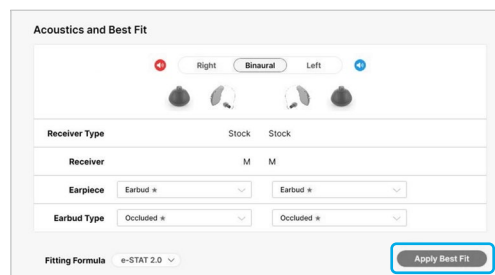 Acoustics and Best Fit
Right Binaural Left
Receiver Type Stock Stock
Receiver M M
Earpiece Earbud ★ Earbud ★
Earbud Type Occluded ★ Occluded ★
Fitting Formula e-STAT 2.0 Apply Best Fit